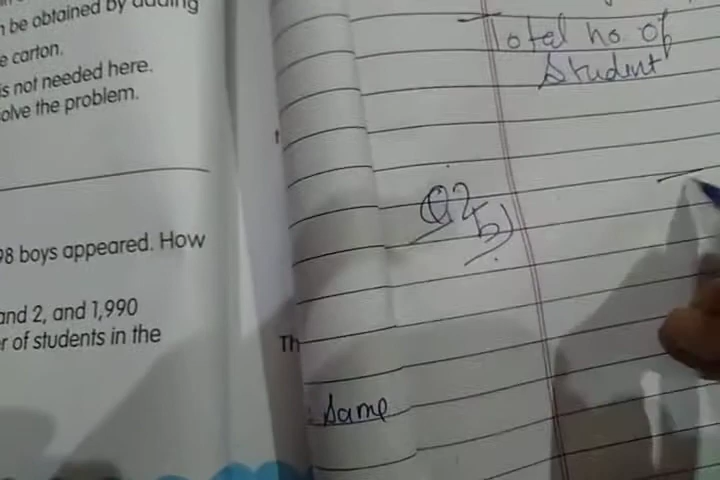 be obtained by adding
e carton.
is not needed here.
olve the problem.
98 boys appeared. How
and 2, and 1,990
r of students in the
Th
Same
Total no of
Student
Q2
b)